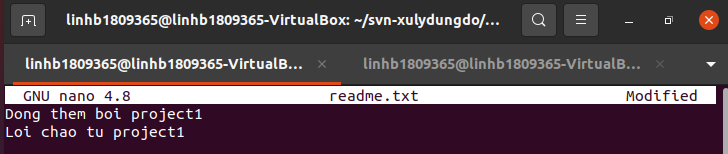 linhb1809365@linhb1809365-VirtualBox: ~/svn-xulydungdo/...
linhb1809365@linhb1809365-VirtualB...
linhb1809365@linhb1809365-VirtualB...
GNU nano 4.8 readme.txt Modified
Dong them boi project1
Loi chao tu project1